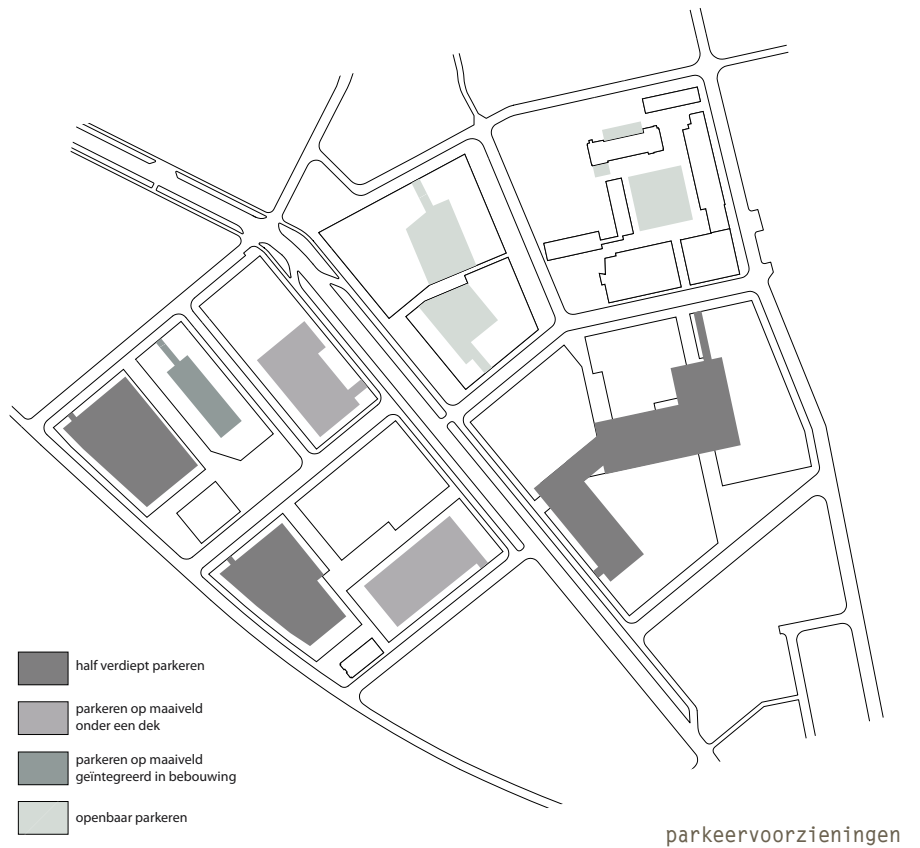 half verdiept parkeren
parkeren op maaiveld
onder een dek
parkeren op maaiveld
geïntegreerd in bebouwing
openbaar parkeren
parkeervoorzieningen